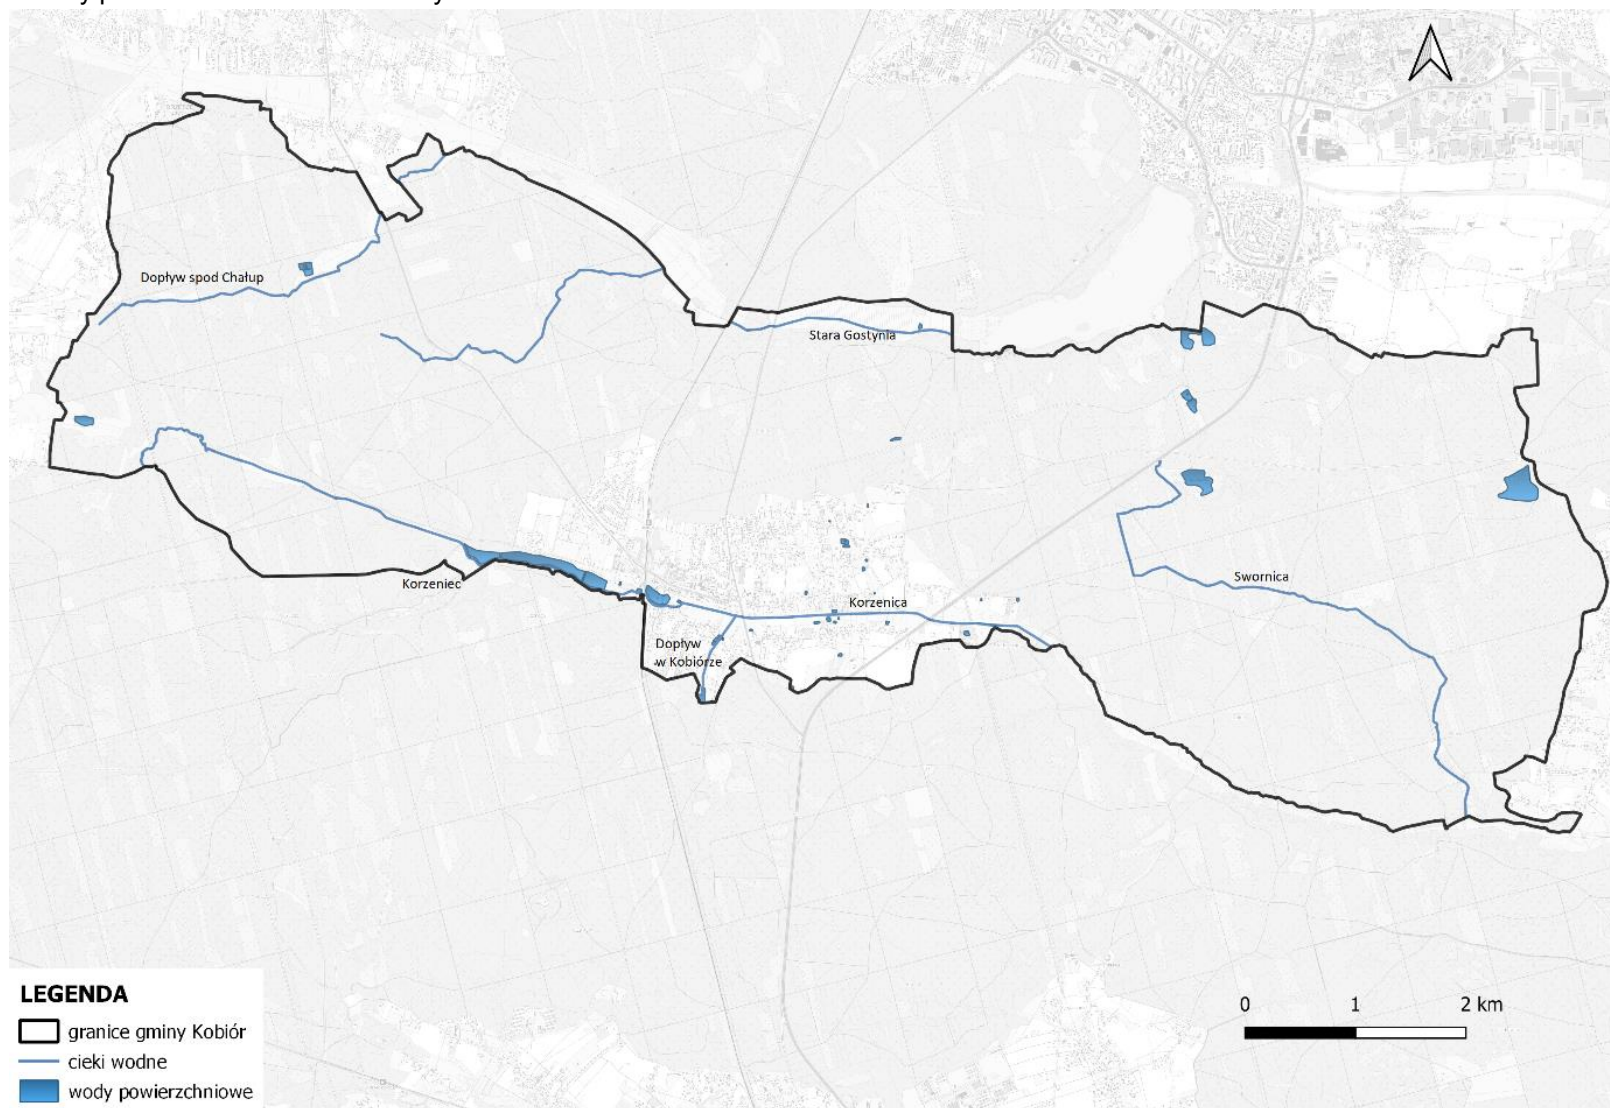 Dopływ spod Chałup
Stara Gostynia
Swornica
Korzeniec
Korzenica
Dopływ
w Kobiórze
LEGENDA
granice gminy Kobiór
cieki wodne
wody powierzchniowe
0 1 2 km